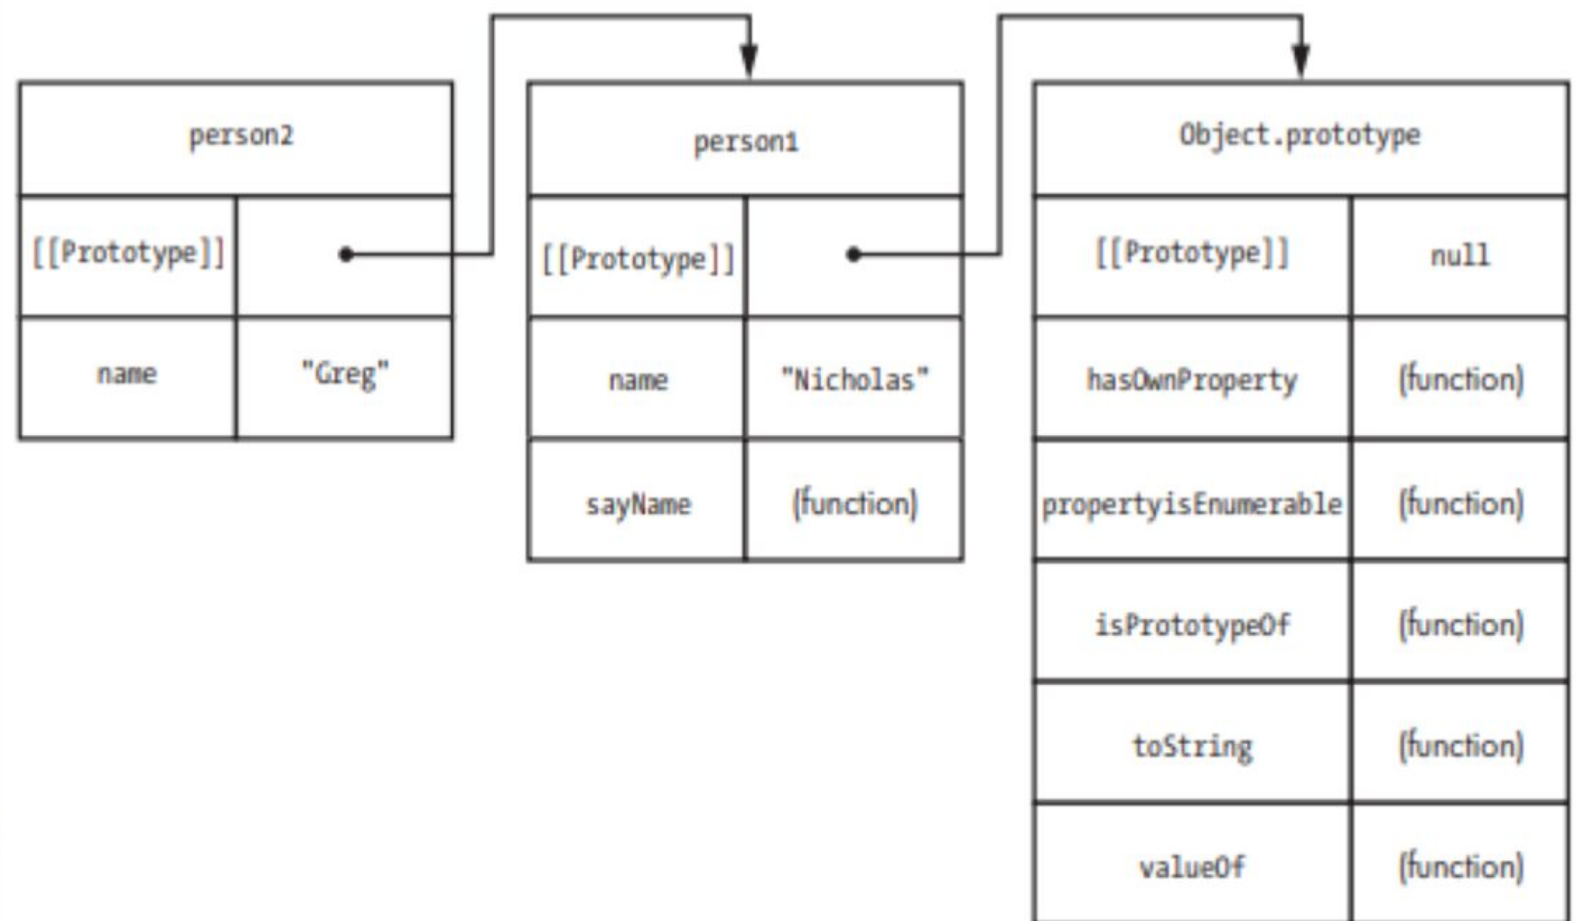 person2
[[Prototype]]
name "Greg"
person1
[[Prototype]]
name "Nicholas"
sayName (function)
Object.prototype
[[Prototype]] null
hasOwnProperty (function)
propertyisEnumerable (function)
isPrototypeOf (function)
toString (function)
valueOf (function)